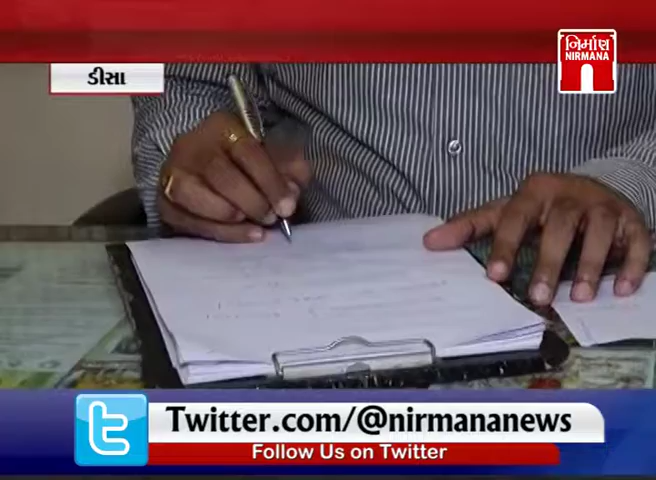 નિર્માણ
NIRMANA
ડીસા
Twitter.com/@nirmananews
Follow Us on Twitter